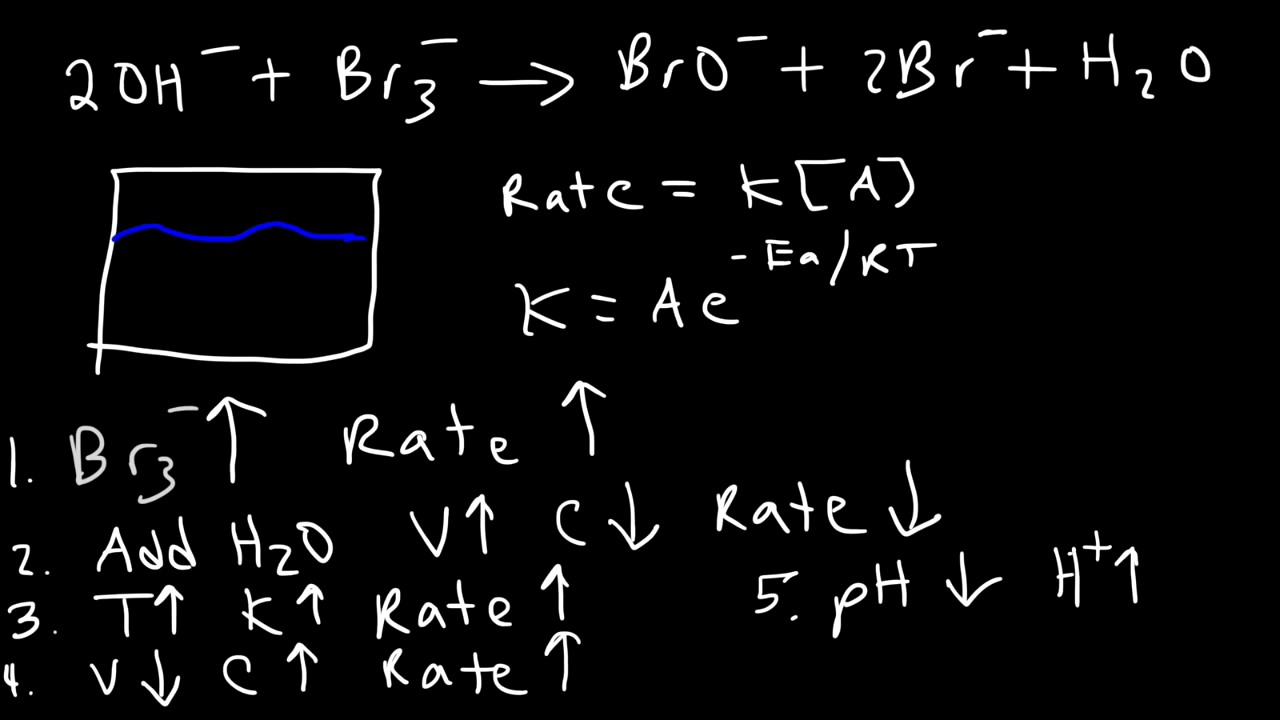 2OH⁻ + Br₃⁻ → BrO⁻ + 2Br⁻ + H₂O
Rate = K[A]
K = Ae^-Ea/RT
1. Br₃⁻ ↑ Rate ↑
2. Add H₂O V↑ C↓ Rate ↓
3. T↑ K↑ Rate ↑
4. V↓ C↑ Rate ↑
5. pH ↓ H⁺↑